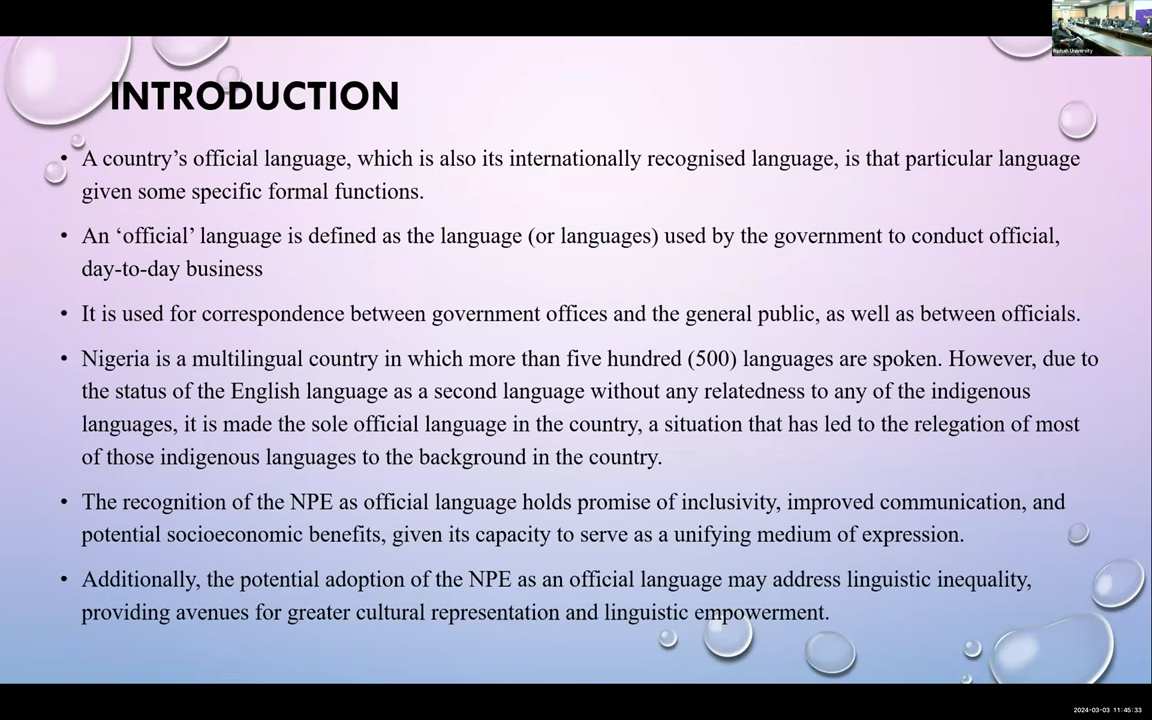 Riphah University
INTRODUCTION
• A country’s official language, which is also its internationally recognised language, is that particular language
given some specific formal functions.
• An ‘official’ language is defined as the language (or languages) used by the government to conduct official,
day-to-day business
• It is used for correspondence between government offices and the general public, as well as between officials.
• Nigeria is a multilingual country in which more than five hundred (500) languages are spoken. However, due to
the status of the English language as a second language without any relatedness to any of the indigenous
languages, it is made the sole official language in the country, a situation that has led to the relegation of most
of those indigenous languages to the background in the country.
• The recognition of the NPE as official language holds promise of inclusivity, improved communication, and
potential socioeconomic benefits, given its capacity to serve as a unifying medium of expression.
• Additionally, the potential adoption of the NPE as an official language may address linguistic inequality,
providing avenues for greater cultural representation and linguistic empowerment.
2024-03-03 11:45:33